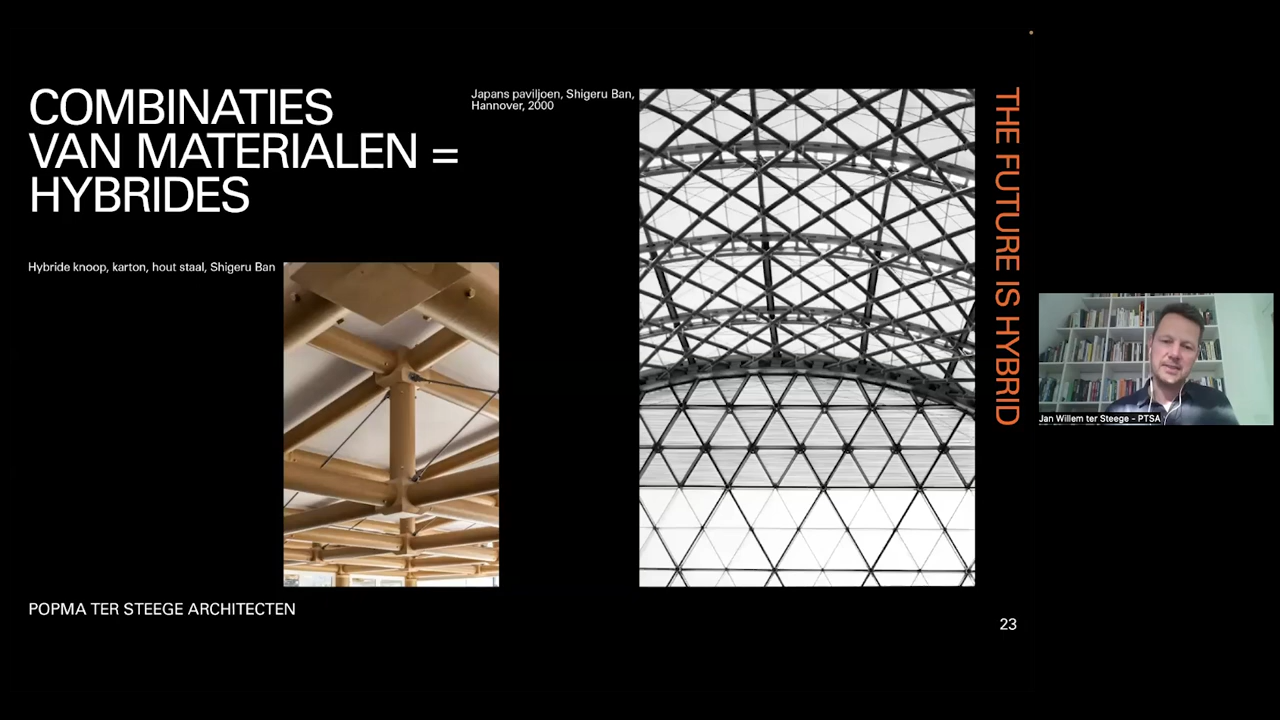 COMBINATIES
VAN MATERIALEN =
HYBRIDES
Japans paviljoen, Shigeru Ban,
Hannover, 2000
Hybride knoop, karton, hout staal, Shigeru Ban
THE FUTURE IS HYBRID
Jan Willem ter Steege - PTSA
POPMA TER STEEGE ARCHITECTEN
23